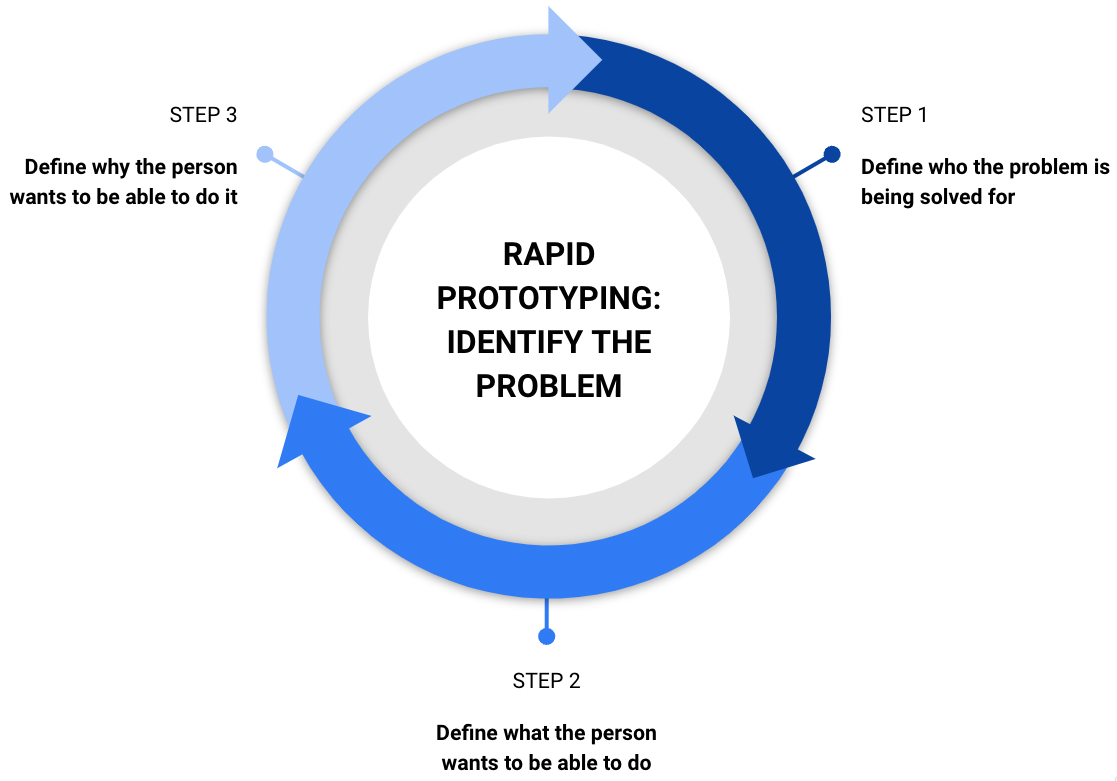 RAPID
PROTOTYPING:
IDENTIFY THE
PROBLEM
STEP 1
Define who the problem is
being solved for
STEP 2
Define what the person
wants to be able to do
STEP 3
Define why the person
wants to be able to do it